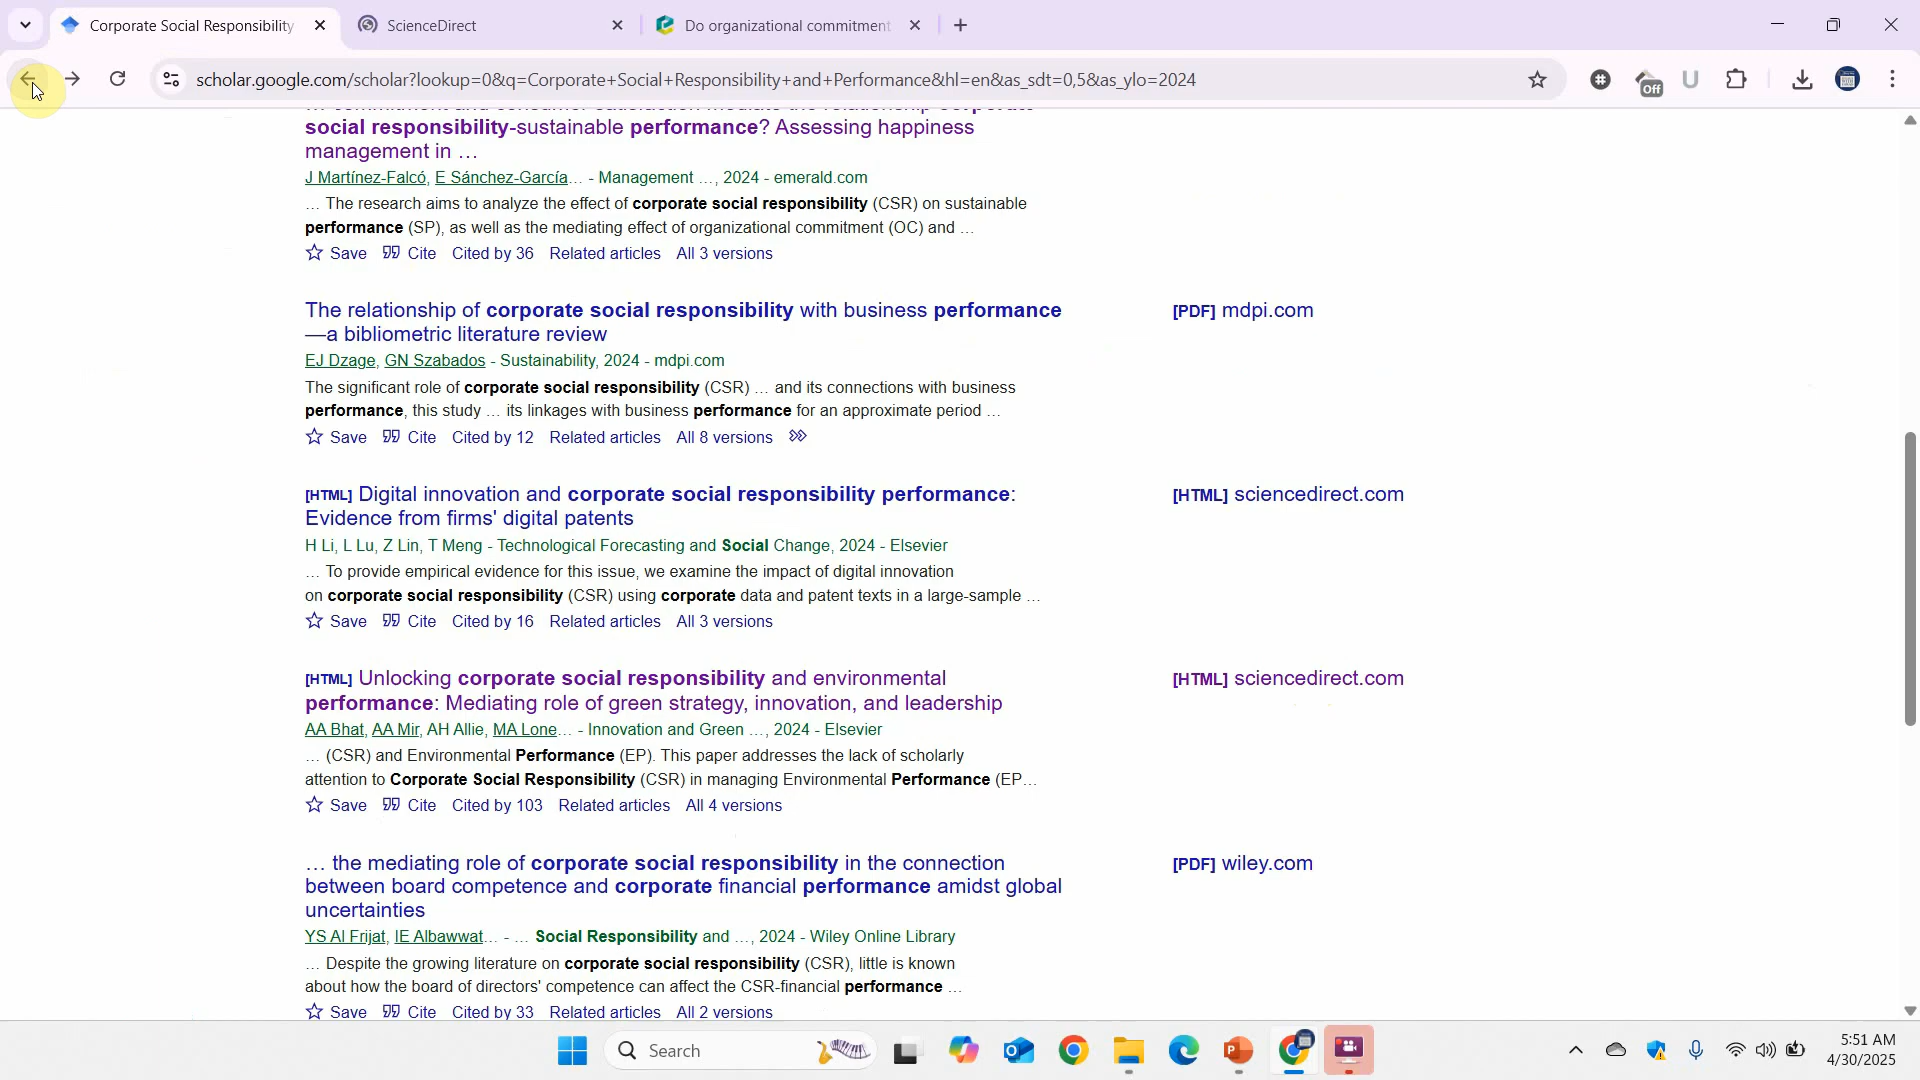 Corporate Social Responsibility
ScienceDirect
Do organizational commitment
scholar.google.com/scholar?lookup=0&q=Corporate+Social+Responsibility+and+Performance&hl=en&as_sdt=0,5&as_ylo=2024
Off
… commitment and consumer satisfaction mediate the relationship corporate
social responsibility-sustainable performance? Assessing happiness
management in …
J Martínez-Falcó, E Sánchez-García… - Management …, 2024 - emerald.com
… The research aims to analyze the effect of corporate social responsibility (CSR) on sustainable
performance (SP), as well as the mediating effect of organizational commitment (OC) and …
Save Cite Cited by 36 Related articles All 3 versions
The relationship of corporate social responsibility with business performance
—a bibliometric literature review
[PDF] mdpi.com
EJ Dzage, GN Szabados - Sustainability, 2024 - mdpi.com
The significant role of corporate social responsibility (CSR) … and its connections with business
performance, this study … its linkages with business performance for an approximate period …
Save Cite Cited by 12 Related articles All 8 versions
[HTML] Digital innovation and corporate social responsibility performance:
Evidence from firms' digital patents
[HTML] sciencedirect.com
H Li, L Lu, Z Lin, T Meng - Technological Forecasting and Social Change, 2024 - Elsevier
… To provide empirical evidence for this issue, we examine the impact of digital innovation
on corporate social responsibility (CSR) using corporate data and patent texts in a large-sample …
Save Cite Cited by 16 Related articles All 3 versions
[HTML] Unlocking corporate social responsibility and environmental
performance: Mediating role of green strategy, innovation, and leadership
[HTML] sciencedirect.com
AA Bhat, AA Mir, AH Allie, MA Lone… - Innovation and Green …, 2024 - Elsevier
… (CSR) and Environmental Performance (EP). This paper addresses the lack of scholarly
attention to Corporate Social Responsibility (CSR) in managing Environmental Performance (EP…
Save Cite Cited by 103 Related articles All 4 versions
… the mediating role of corporate social responsibility in the connection
between board competence and corporate financial performance amidst global
uncertainties
[PDF] wiley.com
YS Al Frijat, IE Albawwat… - … Social Responsibility and …, 2024 - Wiley Online Library
… Despite the growing literature on corporate social responsibility (CSR), little is known
about how the board of directors' competence can affect the CSR-financial performance …
Save Cite Cited by 33 Related articles All 2 versions
Search
5:51 AM
4/30/2025